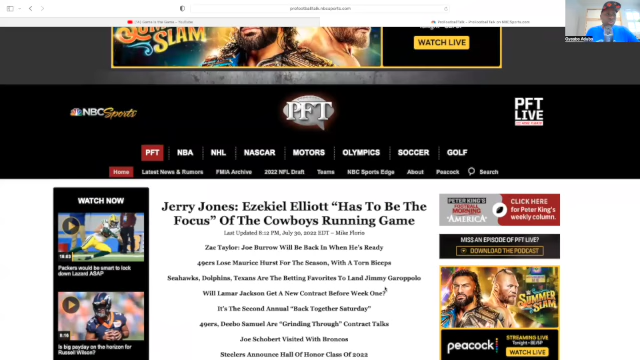 profootballtalk.nbcsports.com
SLAM
WATCH LIVE
NBC Sports
PFT
PFT
LIVE
PFT NBA NHL NASCAR MOTORS OLYMPICS SOCCER GOLF
Home Latest News & Rumors FMIA Archive 2022 NFL Draft Teams NBC Sports Edge About Peacock Search
WATCH NOW
16:03
Packers would be smart to lock down Lazard ASAP
Is big payday on the horizon for Russell Wilson?
Jerry Jones: Ezekiel Elliott “Has To Be The
Focus” Of The Cowboys Running Game
Last Updated 8:12 PM, July 30, 2022 EDT – Mike Florio
Zac Taylor: Joe Burrow Will Be Back In When He's Ready
49ers Lose Maurice Hurst For The Season, With A Torn Biceps
Seahawks, Dolphins, Texans Are The Betting Favorites To Land Jimmy Garoppolo
Will Lamar Jackson Get A New Contract Before Week One?
It's The Second Annual “Back Together Saturday”
49ers, Deebo Samuel Are “Grinding Through” Contract Talks
Joe Schobert Visited With Broncos
Steelers Announce Hall Of Honor Class Of 2022
PETER KING'S
FOOTBALL
MORNING
AMERICA
CLICK HERE
for Peter King's
weekly column.
MISS AN EPISODE OF PFT LIVE?
DOWNLOAD THE PODCAST
SUMMER
SLAM
peacock
STREAMING LIVE
WATCH LIVE